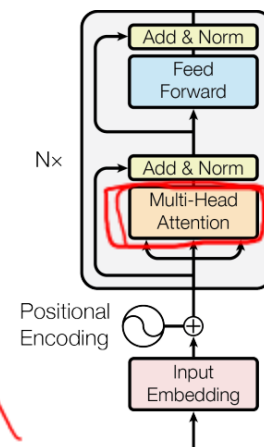 Add & Norm
Feed
Forward
N×
Add & Norm
Multi-Head
Attention
Positional
Encoding
Input
Embedding